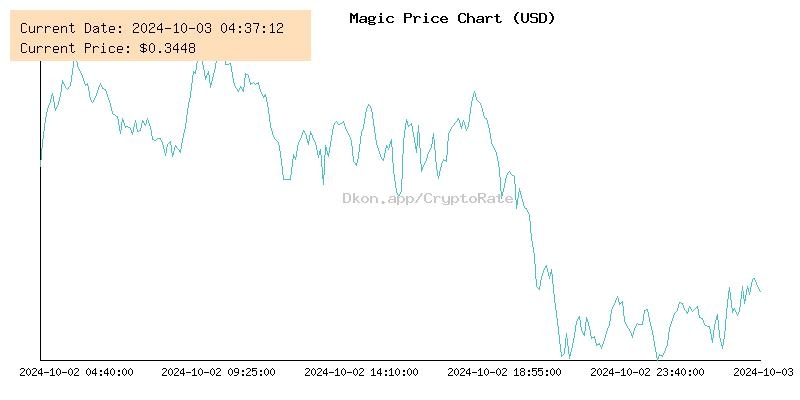 Magic Price Chart (USD)
Current Date: 2024-10-03 04:37:12
Current Price: $0.3448
Dkon.app/CryptoRate
2024-10-02 04:40:00 2024-10-02 09:25:00 2024-10-02 14:10:00 2024-10-02 18:55:00 2024-10-02 23:40:00 2024-10-03